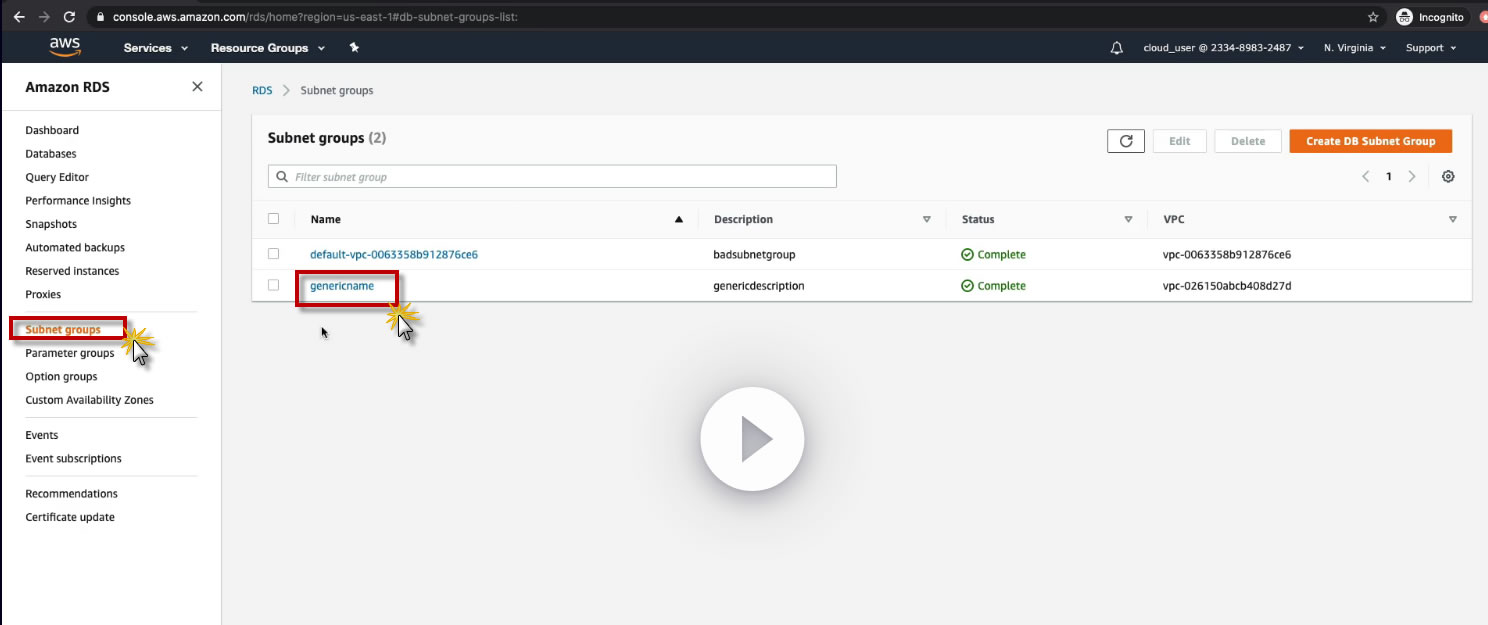 console.aws.amazon.com/rds/home?region=us-east-1#db-subnet-groups-list:
Incognito
aws
Services
Resource Groups
cloud_user @ 2334-8983-2487
N. Virginia
Support
Amazon RDS
Dashboard
Databases
Query Editor
Performance Insights
Snapshots
Automated backups
Reserved instances
Proxies
Subnet groups
Parameter groups
Option groups
Custom Availability Zones
Events
Event subscriptions
Recommendations
Certificate update
RDS > Subnet groups
Subnet groups (2)
Edit
Delete
Create DB Subnet Group
Filter subnet group
1
Name Description Status VPC
default-vpc-0063358b912876ce6 badsubnetgroup Complete vpc-0063358b912876ce6
genericname genericdescription Complete vpc-026150abcb408d27d